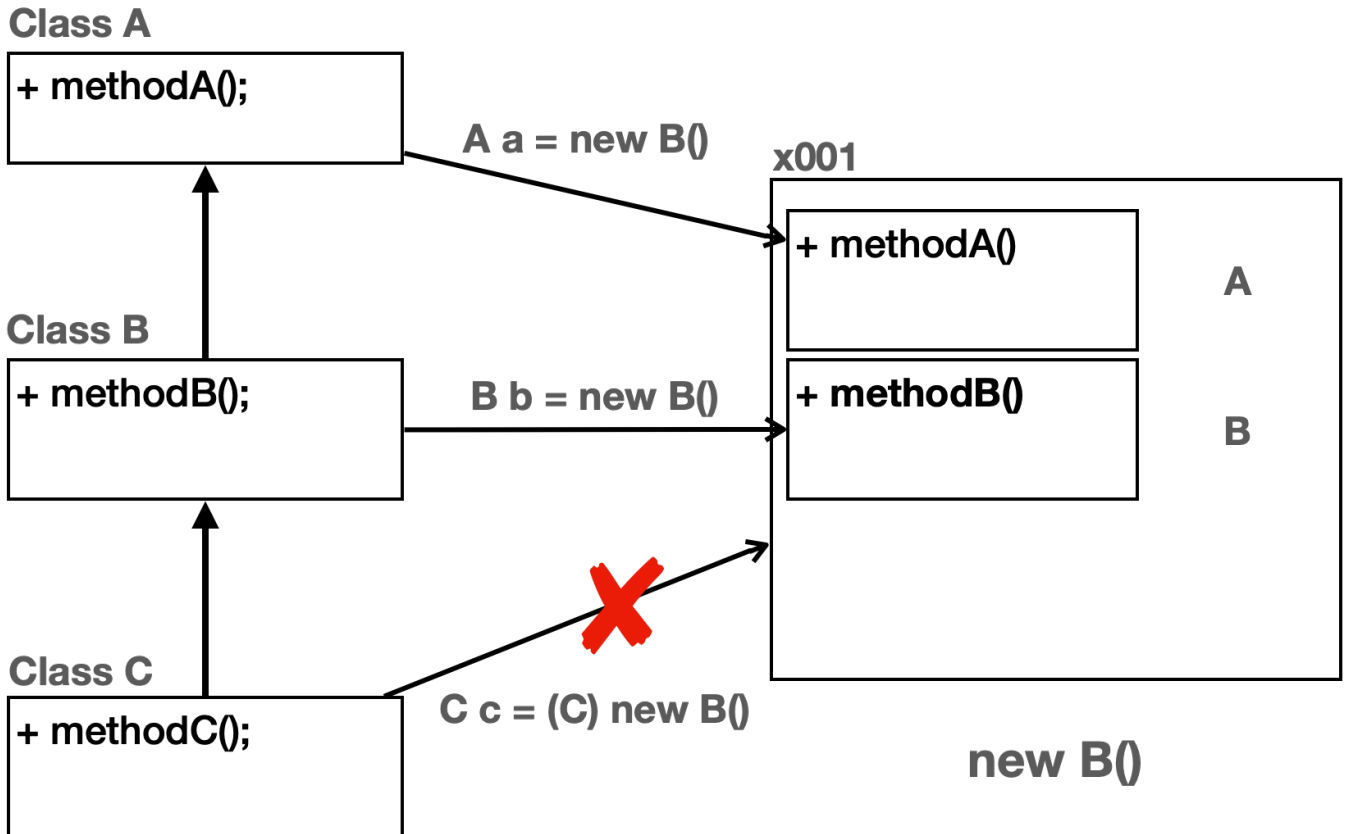 Class A
+ methodA();
A a = new B()
x001
+ methodA()
A
Class B
+ methodB();
B b = new B()
+ methodB()
B
Class C
+ methodC();
C c = (C) new B()
new B()